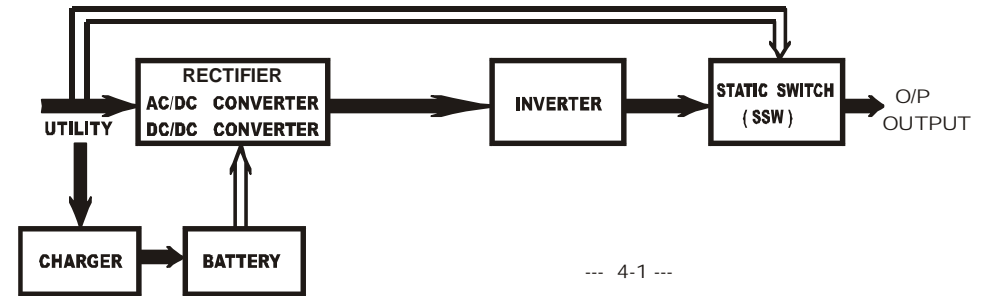 RECTIFIER
AC/DC CONVERTER
DC/DC CONVERTER
UTILITY
INVERTER
STATIC SWITCH
( SSW )
O/P
OUTPUT
CHARGER
BATTERY
--- 4-1 ---